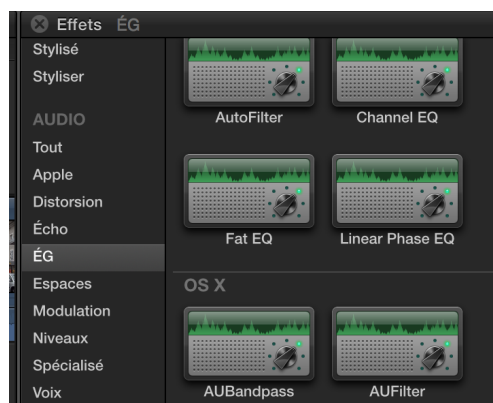 Effets ÉG
Stylisé
Styliser
AUDIO
Tout
Apple
Distorsion
Écho
ÉG
Espaces
Modulation
Niveaux
Spécialisé
Voix
AutoFilter Channel EQ
Fat EQ Linear Phase EQ
OS X
AUBandpass AUFilter